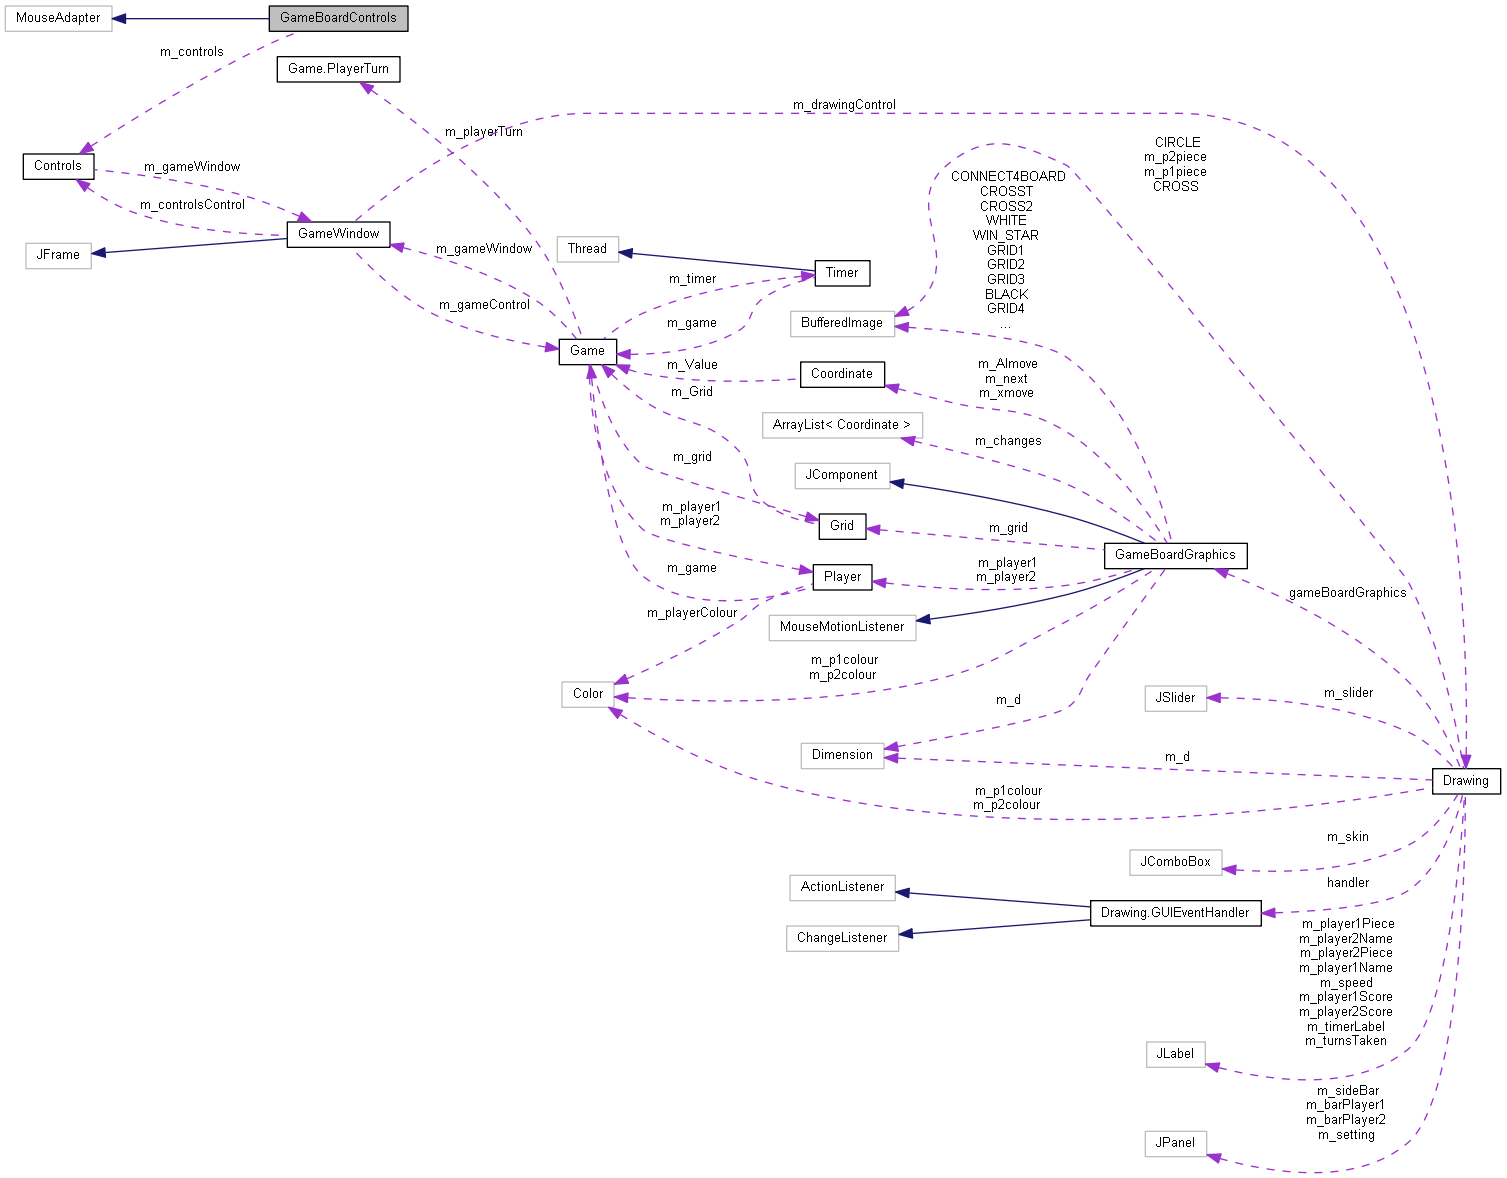 MouseAdapter
GameBoardControls
m_controls
Game.PlayerTurn
m_drawingControl
m_playerTurn
CIRCLE
m_p2piece
m_p1piece
CROSS
Controls
m_gameWindow
m_controlsControl
CONNECT4BOARD
CROSST
CROSS2
WHITE
WIN_STAR
GRID1
GRID2
GRID3
BLACK
GRID4
...
GameWindow
JFrame
m_gameWindow
Thread
Timer
m_timer
m_gameControl
m_game
BufferedImage
Game
m_Value
Coordinate
m_AImove
m_next
m_xmove
m_Grid
ArrayList< Coordinate >
m_changes
m_grid
JComponent
m_player1
m_player2
Grid
m_grid
GameBoardGraphics
m_game
Player
m_player1
m_player2
gameBoardGraphics
m_playerColour
MouseMotionListener
m_p1colour
m_p2colour
Color
m_d
JSlider
m_slider
Dimension
m_d
Drawing
m_p1colour
m_p2colour
m_skin
JComboBox
ActionListener
handler
Drawing.GUIEventHandler
ChangeListener
m_player1Piece
m_player2Name
m_player2Piece
m_player1Name
m_speed
m_player1Score
m_player2Score
m_timerLabel
m_turnsTaken
JLabel
m_sideBar
m_barPlayer1
m_barPlayer2
m_setting
JPanel